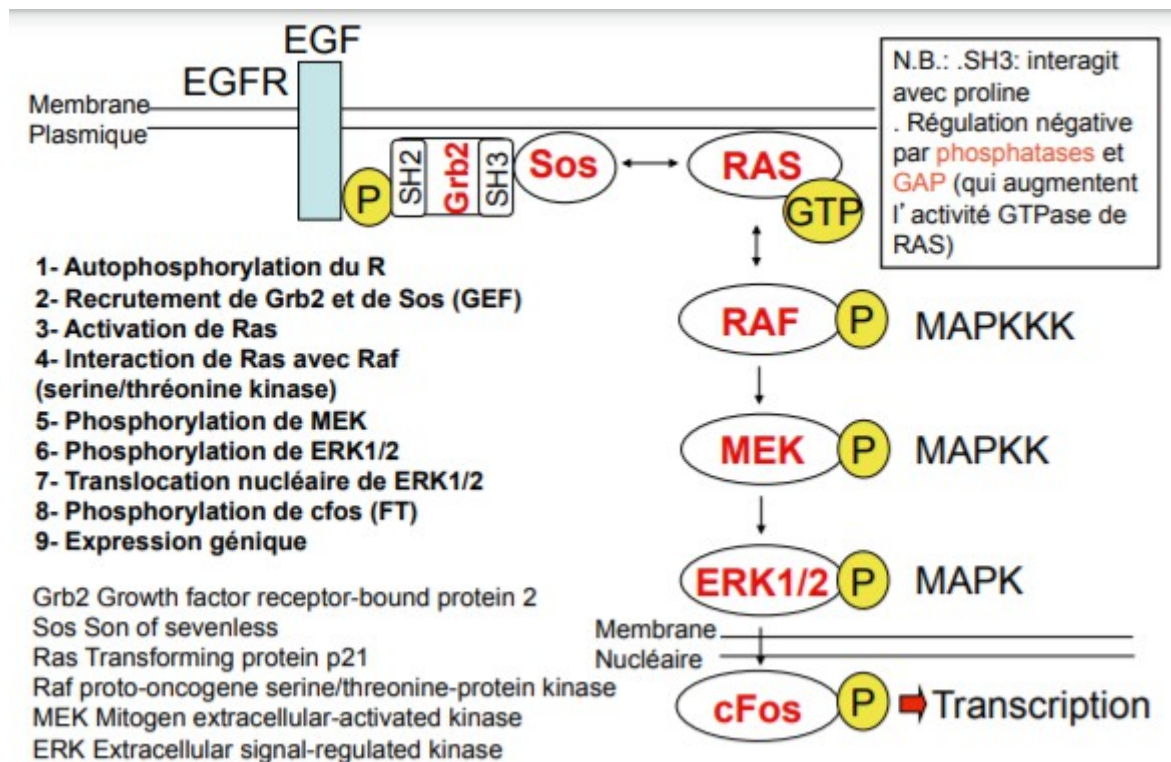 EGF
EGFR
Membrane
Plasmique
P
SH2
Grb2
SH3
Sos
RAS
GTP
N.B.: .SH3: interagit
avec proline
. Régulation négative
par phosphatases et
GAP (qui augmentent
l'activité GTPase de
RAS)
1- Autophosphorylation du R
2- Recrutement de Grb2 et de Sos (GEF)
3- Activation de Ras
4- Interaction de Ras avec Raf
(serine/thréonine kinase)
5- Phosphorylation de MEK
6- Phosphorylation de ERK1/2
7- Translocation nucléaire de ERK1/2
8- Phosphorylation de cfos (FT)
9- Expression génique
RAF P MAPKKK
MEK P MAPKK
ERK1/2 P MAPK
Membrane
Nucléaire
cFos P Transcription
Grb2 Growth factor receptor-bound protein 2
Sos Son of sevenless
Ras Transforming protein p21
Raf proto-oncogene serine/threonine-protein kinase
MEK Mitogen extracellular-activated kinase
ERK Extracellular signal-regulated kinase